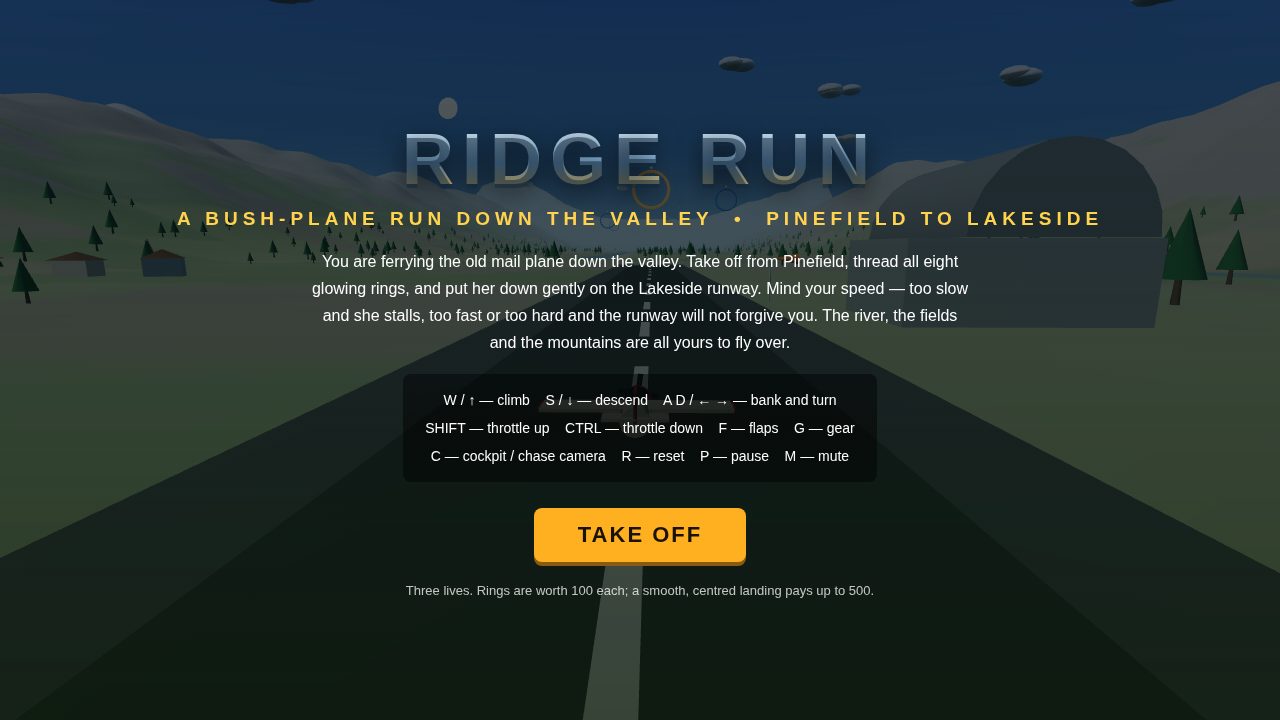 RIDGE RUN
A BUSH-PLANE RUN DOWN THE VALLEY • PINEFIELD TO LAKESIDE
You are ferrying the old mail plane down the valley. Take off from Pinefield, thread all eight
glowing rings, and put her down gently on the Lakeside runway. Mind your speed — too slow
and she stalls, too fast or too hard and the runway will not forgive you. The river, the fields
and the mountains are all yours to fly over.
W / ↑ — climb S / ↓ — descend A D / ← → — bank and turn
SHIFT — throttle up CTRL — throttle down F — flaps G — gear
C — cockpit / chase camera R — reset P — pause M — mute
TAKE OFF
Three lives. Rings are worth 100 each; a smooth, centred landing pays up to 500.